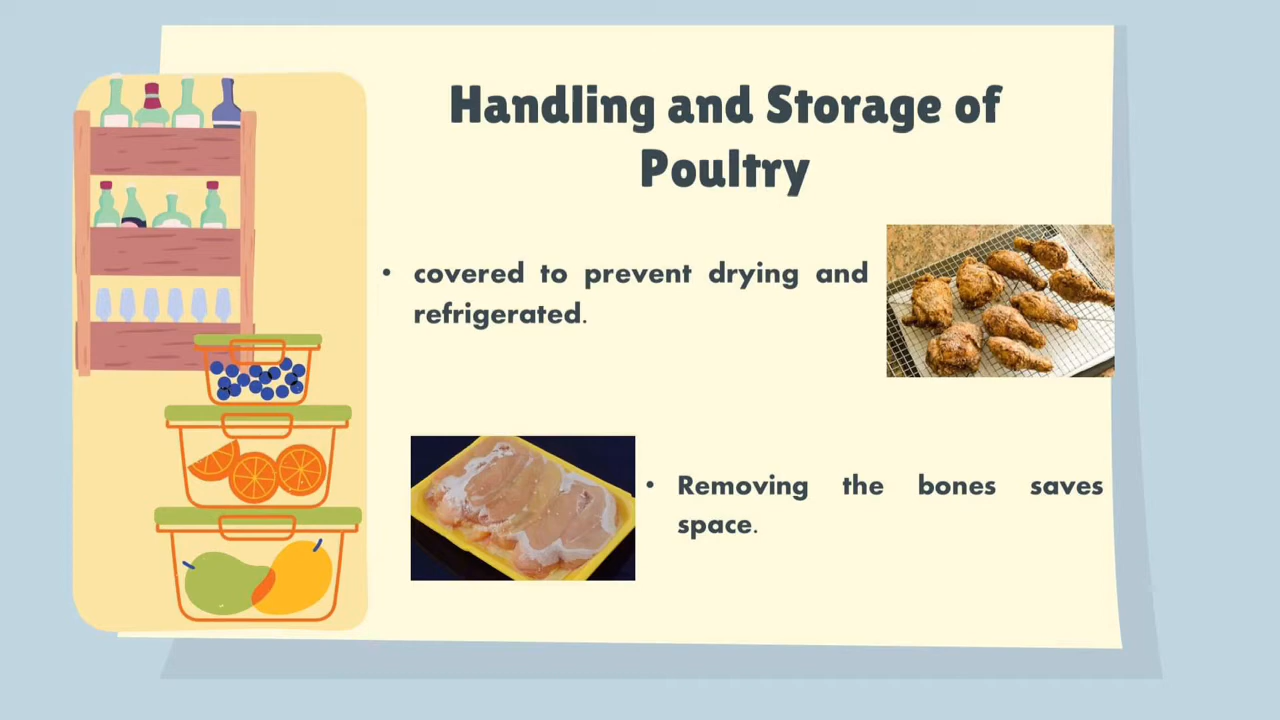 Handling and Storage of
Poultry
• covered to prevent drying and
refrigerated.
• Removing the bones saves
space.